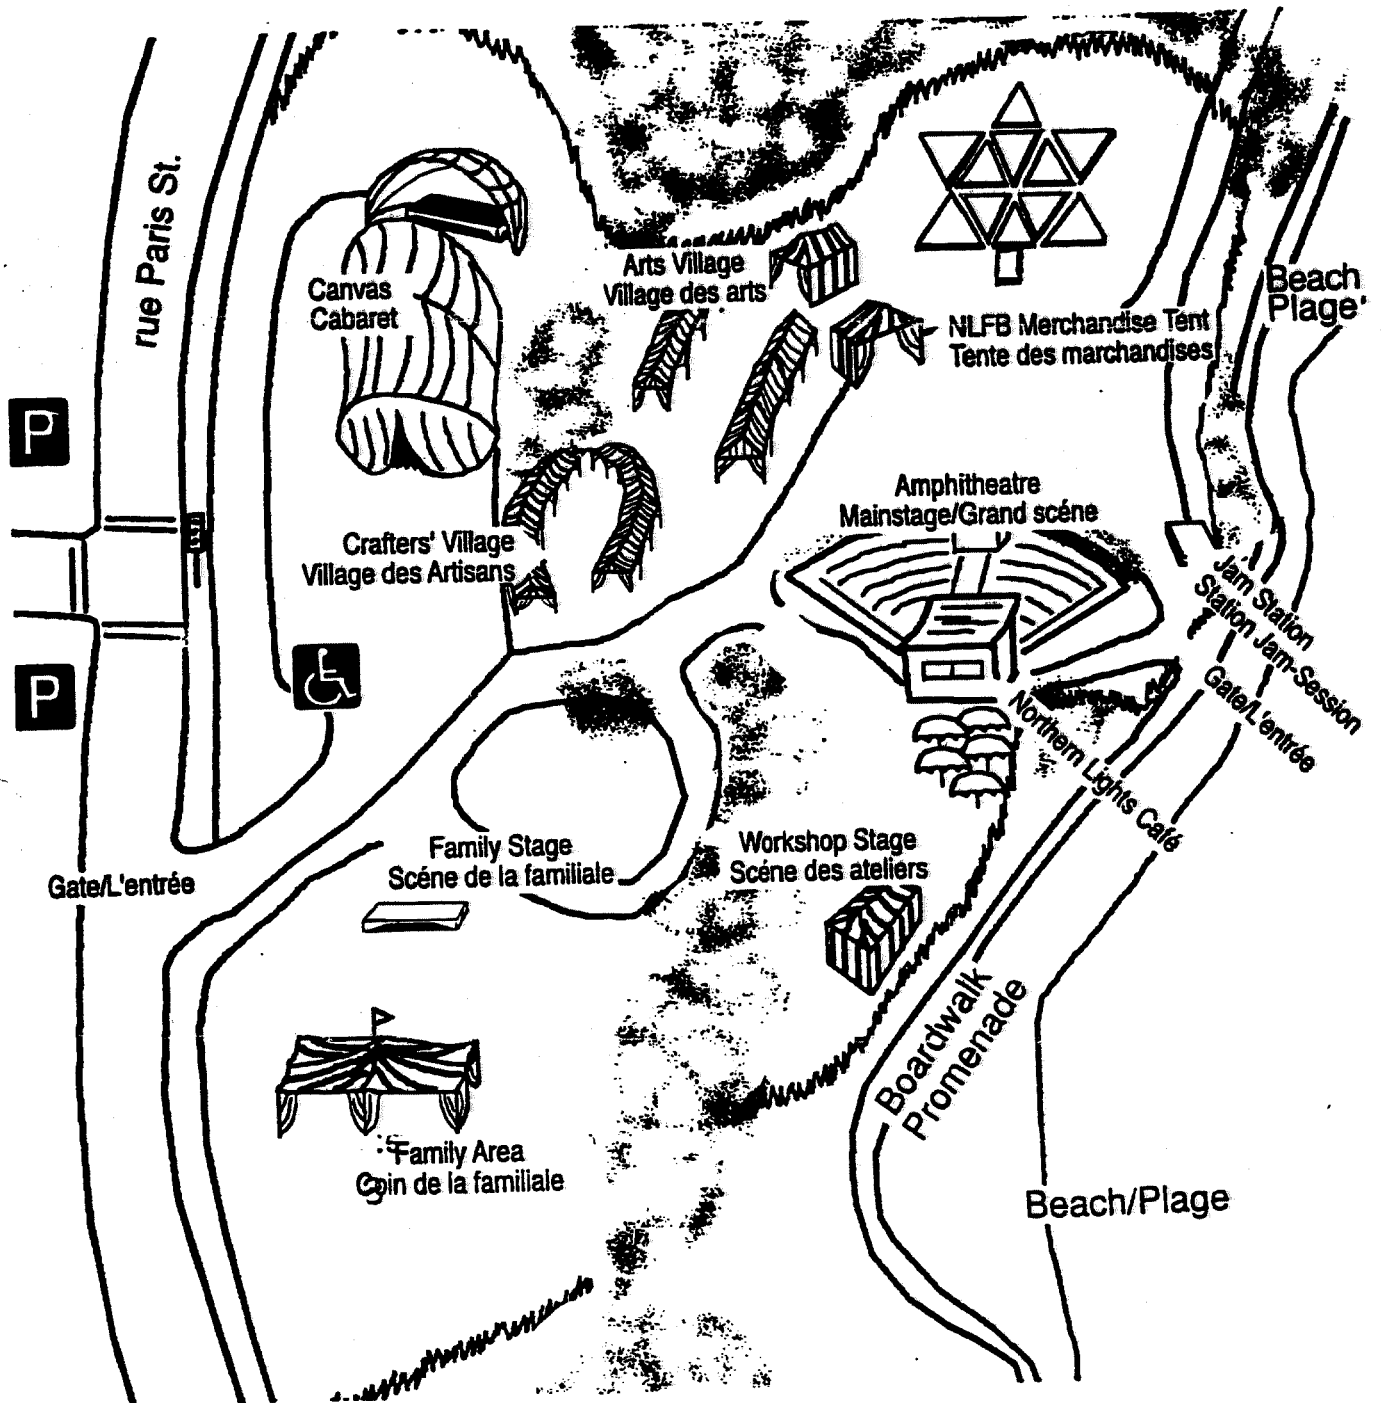 rue Paris St.
P
P
Canvas
Cabaret
Arts Village
Village des arts
NLFB Merchandise Tent
Tente des marchandises
Beach
Plage
Amphitheatre
Mainstage/Grand scéne
Crafters' Village
Village des Artisans
Jam Station
Station Jam-Session
Gate/L'entrée
Northern Lights Café
Family Stage
Scéne de la familiale
Workshop Stage
Scéne des ateliers
Gate/L'entrée
Boardwalk
Promenade
Family Area
Coin de la familiale
Beach/Plage